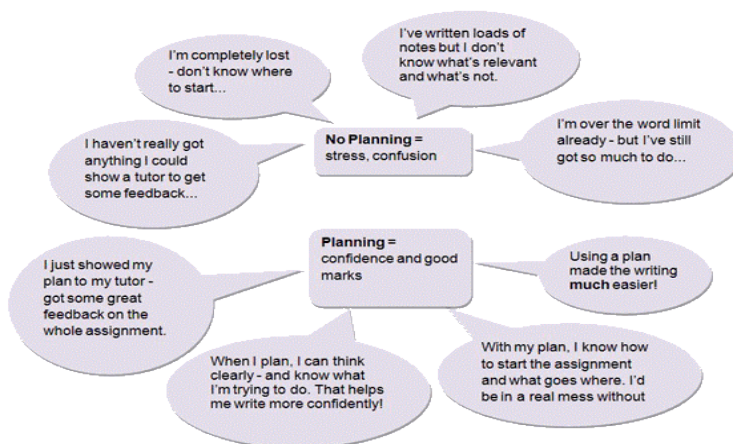 I'm completely lost
- don't know where
to start...
I've written loads of
notes but I don't
know what's relevant
and what's not.
I haven't really got
anything I could
show a tutor to get
some feedback...
No Planning =
stress, confusion
I'm over the word limit
already - but I've still
got so much to do...
I just showed my
plan to my tutor -
got some great
feedback on the
whole assignment.
Planning =
confidence and good
marks
Using a plan
made the writing
much easier!
When I plan, I can think
clearly - and know what
I'm trying to do. That helps
me write more confidently!
With my plan, I know how
to start the assignment
and what goes where. I'd
be in a real mess without